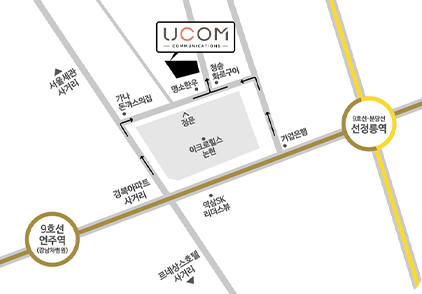 UCOM
COMMUNICATIONS
서울세관
사거리
가나
돈까스의집
명소한우
청송
화로구이
정문
9호선·분당선
선정릉역
아크로힐스
논현
기업은행
경복아파트
사거리
역삼SK
리더스뷰
9호선
언주역
(강남차병원)
르네상스호텔
사거리